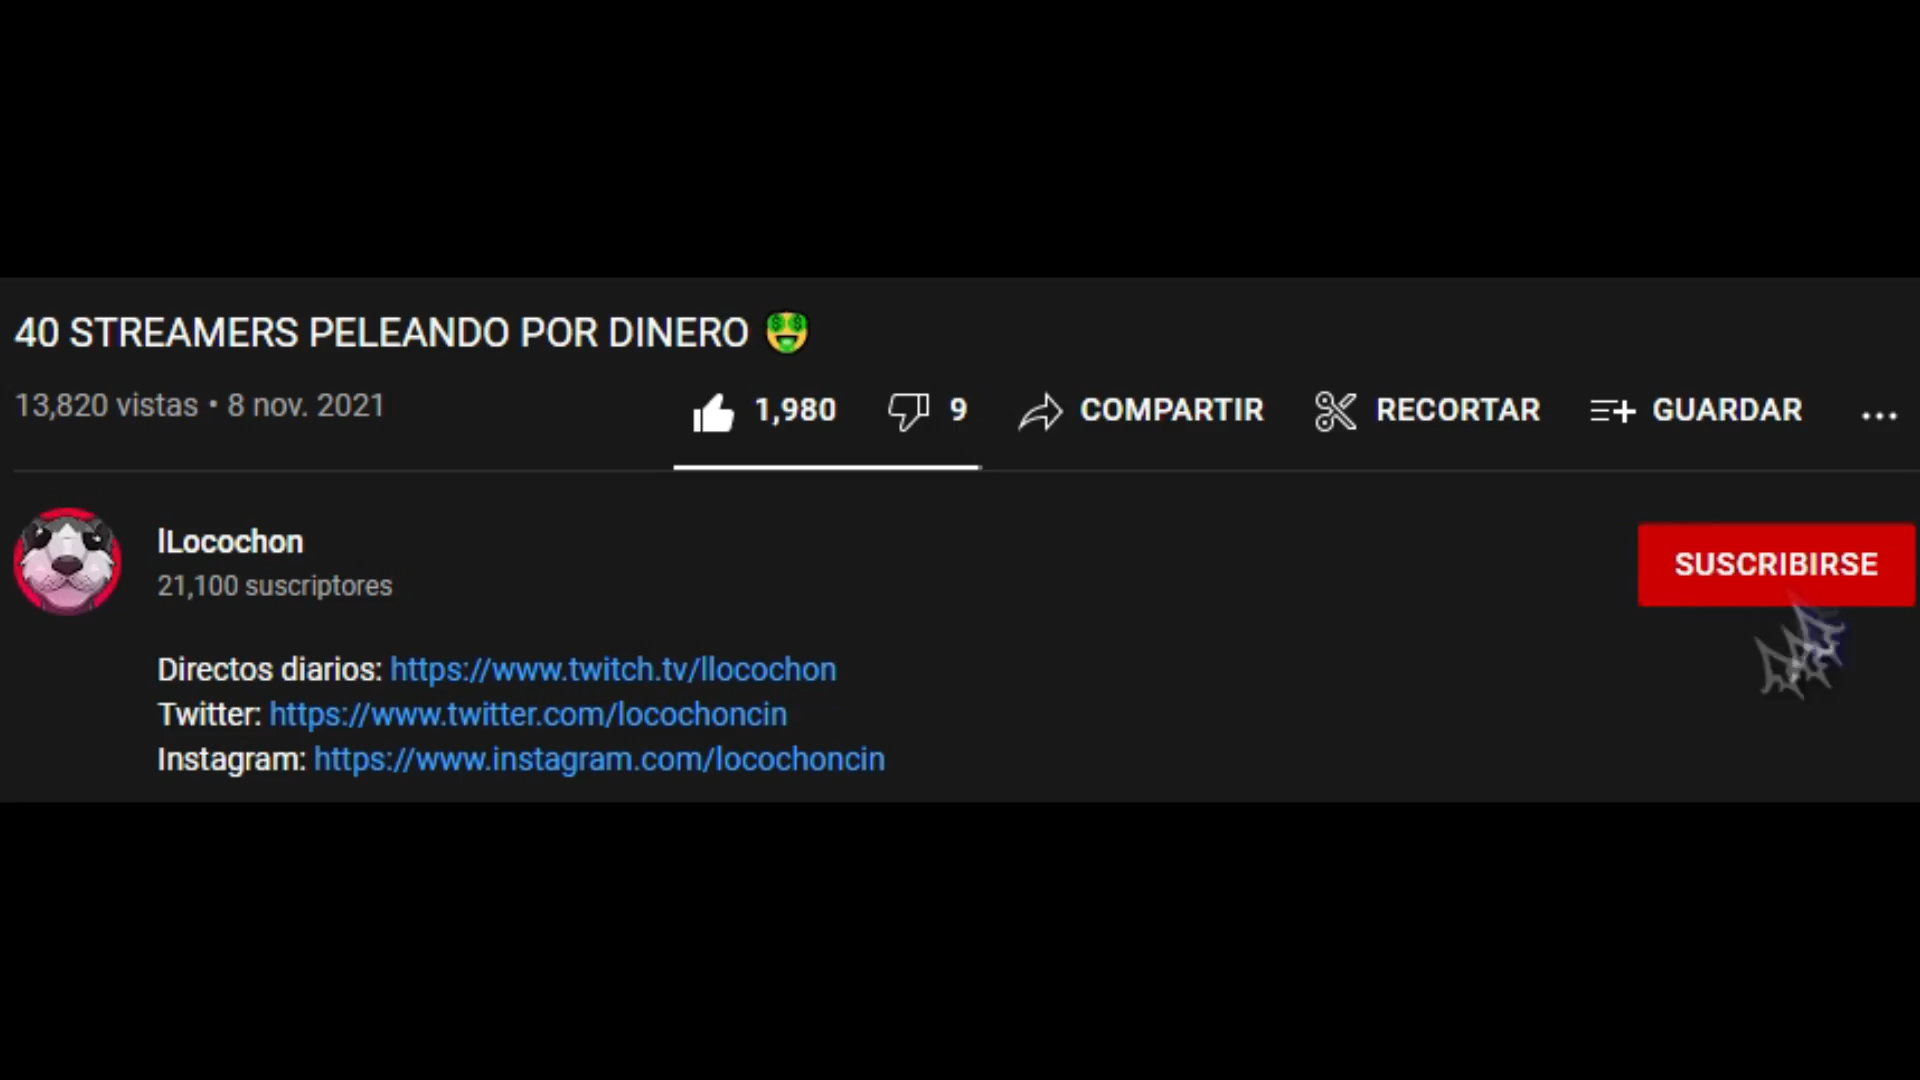 40 STREAMERS PELEANDO POR DINERO 🤑
13,820 vistas • 8 nov. 2021
1,980 9 COMPARTIR RECORTAR GUARDAR ...
lLocochon
21,100 suscriptores
SUSCRIBIRSE
Directos diarios: https://www.twitch.tv/llocochon
Twitter: https://www.twitter.com/locochoncin
Instagram: https://www.instagram.com/locochoncin